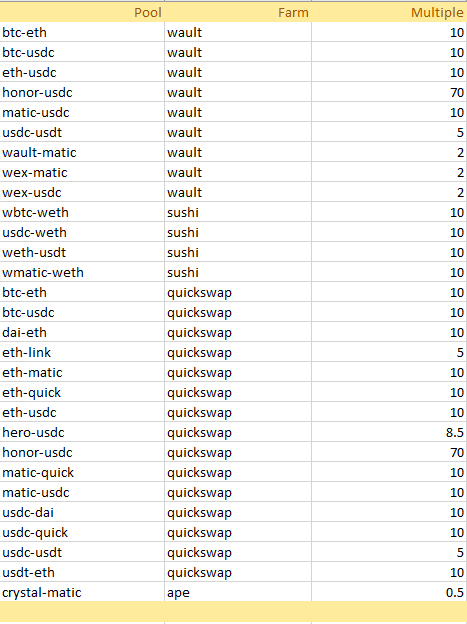 Pool Farm Multiple
btc-eth wault 10
btc-usdc wault 10
eth-usdc wault 10
honor-usdc wault 70
matic-usdc wault 10
usdc-usdt wault 5
wault-matic wault 2
wex-matic wault 2
wex-usdc wault 2
wbtc-weth sushi 10
usdc-weth sushi 10
weth-usdt sushi 10
wmatic-weth sushi 10
btc-eth quickswap 10
btc-usdc quickswap 10
dai-eth quickswap 10
eth-link quickswap 5
eth-matic quickswap 10
eth-quick quickswap 10
eth-usdc quickswap 10
hero-usdc quickswap 8.5
honor-usdc quickswap 70
matic-quick quickswap 10
matic-usdc quickswap 10
usdc-dai quickswap 10
usdc-quick quickswap 10
usdc-usdt quickswap 5
usdt-eth quickswap 10
crystal-matic ape 0.5